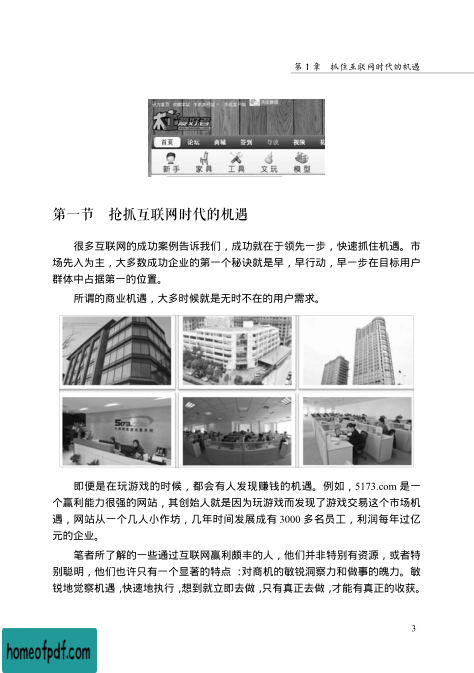 第 1 章　抓住互联网时代的机遇
木工爱好者
首页 论坛 商城 签到 导读 视频
新手 家具 工具 文玩 模型
第一节　抢抓互联网时代的机遇
很多互联网的成功案例告诉我们，成功就在于领先一步，快速抓住机遇。市
场先入为主，大多数成功企业的第一个秘诀就是早，早行动，早一步在目标用户
群体中占据第一的位置。
所谓的商业机遇，大多时候就是无时不在的用户需求。
5173.com
即便是在玩游戏的时候，都会有人发现赚钱的机遇。例如，5173.com 是一
个赢利能力很强的网站，其创始人就是因为玩游戏而发现了游戏交易这个市场机
遇，网站从一个几人小作坊，几年时间发展成有 3000 多名员工，利润每年过亿
元的企业。
笔者所了解的一些通过互联网赢利颇丰的人，他们并非特别有资源，或者特
别聪明，他们也许只有一个显著的特点：对商机的敏锐洞察力和做事的魄力。敏
锐地觉察机遇，快速地执行，想到就立即去做，只有真正去做，才能有真正的收获。
3
homeofpdf.com